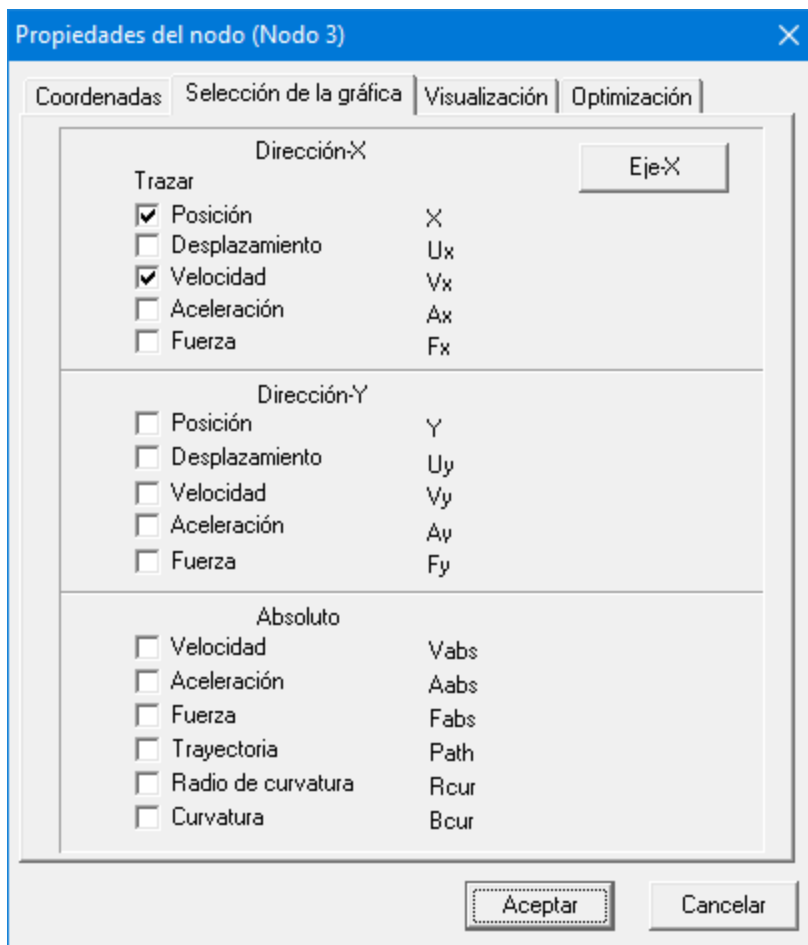 Propiedades del nodo (Nodo 3)
Coordenadas Selección de la gráfica Visualización Optimización
Dirección-X
Eje-X
Trazar
Posición X
Desplazamiento Ux
Velocidad Vx
Aceleración Ax
Fuerza Fx
Dirección-Y
Posición Y
Desplazamiento Uy
Velocidad Vy
Aceleración Ay
Fuerza Fy
Absoluto
Velocidad Vabs
Aceleración Aabs
Fuerza Fabs
Trayectoria Path
Radio de curvatura Rcur
Curvatura Bcur
Aceptar Cancelar